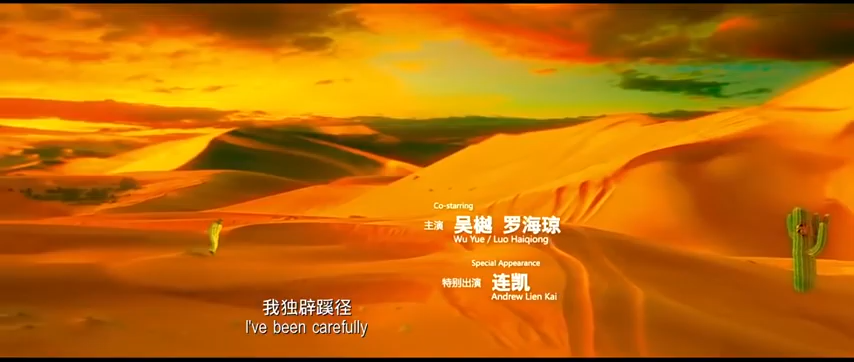 Co-starring
主演 吴樾 罗海琼
Wu Yue / Luo Haiqiong
Special Appearance
特别出演 连凯
Andrew Lien Kai
我独辟蹊径
I've been carefully